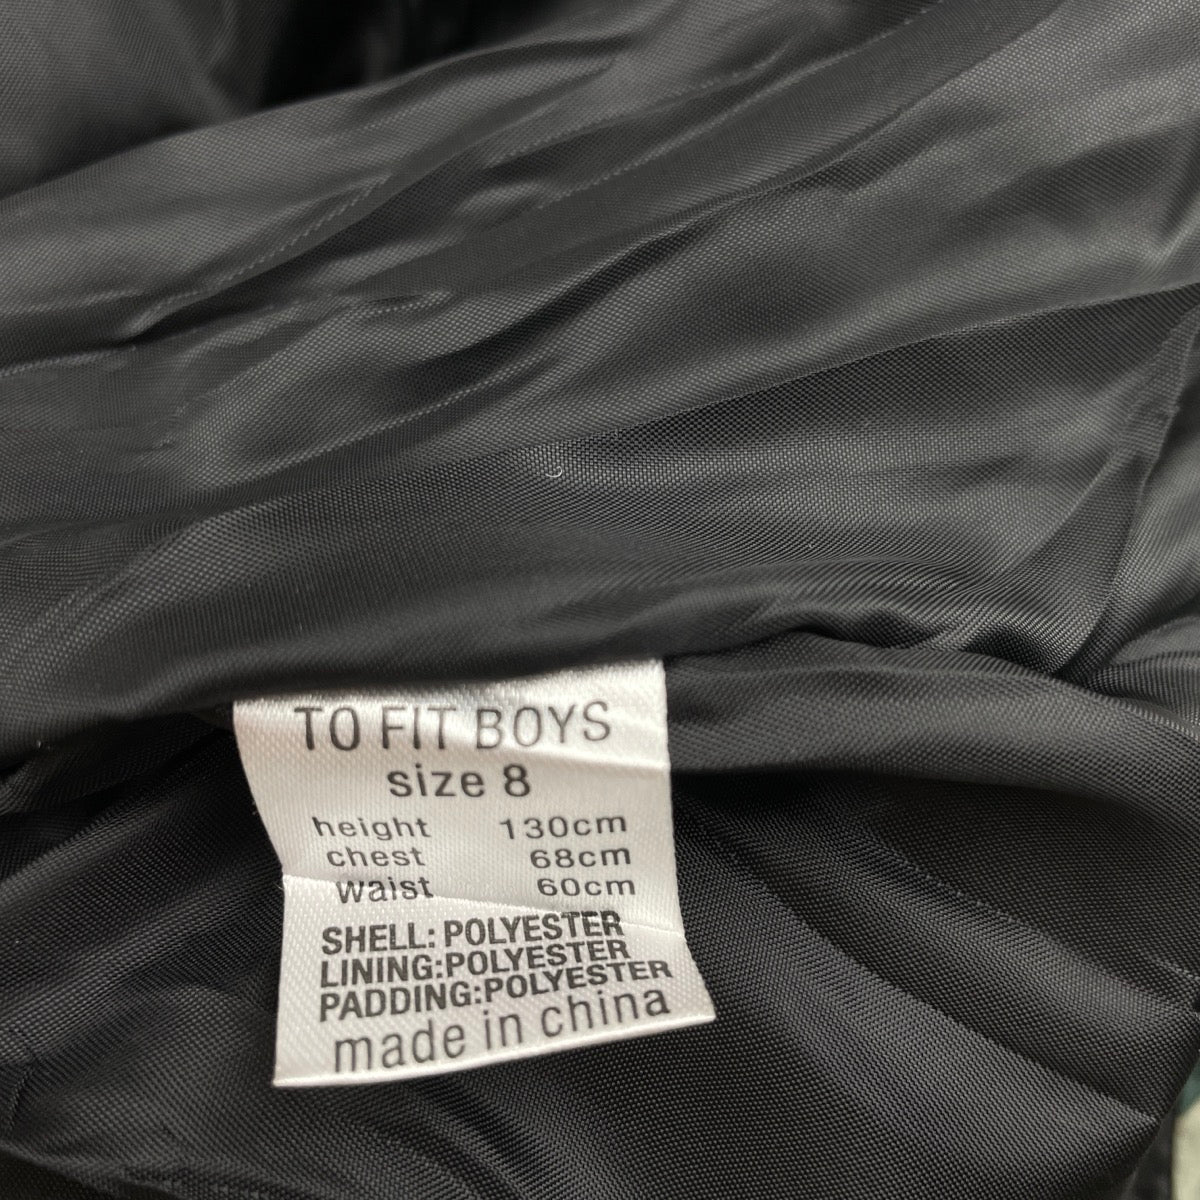 TO FIT BOYS
size 8
height 130cm
chest 68cm
waist 60cm
SHELL: POLYESTER
LINING:POLYESTER
PADDING:POLYESTER
made in china